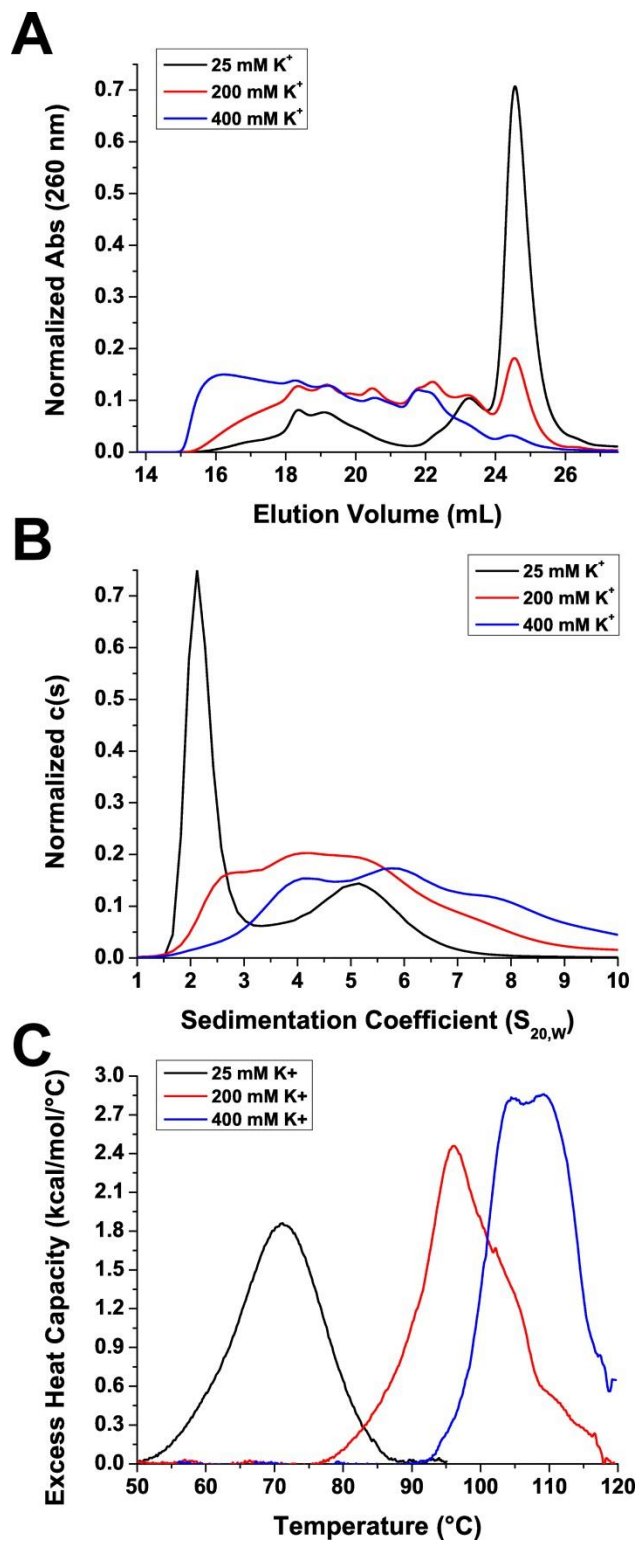 A
25 mM K⁺
200 mM K⁺
400 mM K⁺
Normalized Abs (260 nm)
0.7
0.6
0.5
0.4
0.3
0.2
0.1
0.0
14 16 18 20 22 24 26
Elution Volume (mL)
B
25 mM K⁺
200 mM K⁺
400 mM K⁺
Normalized c(s)
0.7
0.6
0.5
0.4
0.3
0.2
0.1
0.0
1 2 3 4 5 6 7 8 9 10
Sedimentation Coefficient (S20,W)
C
25 mM K+
200 mM K+
400 mM K+
Excess Heat Capacity (kcal/mol/°C)
3.0
2.7
2.4
2.1
1.8
1.5
1.2
0.9
0.6
0.3
0.0
50 60 70 80 90 100 110 120
Temperature (°C)